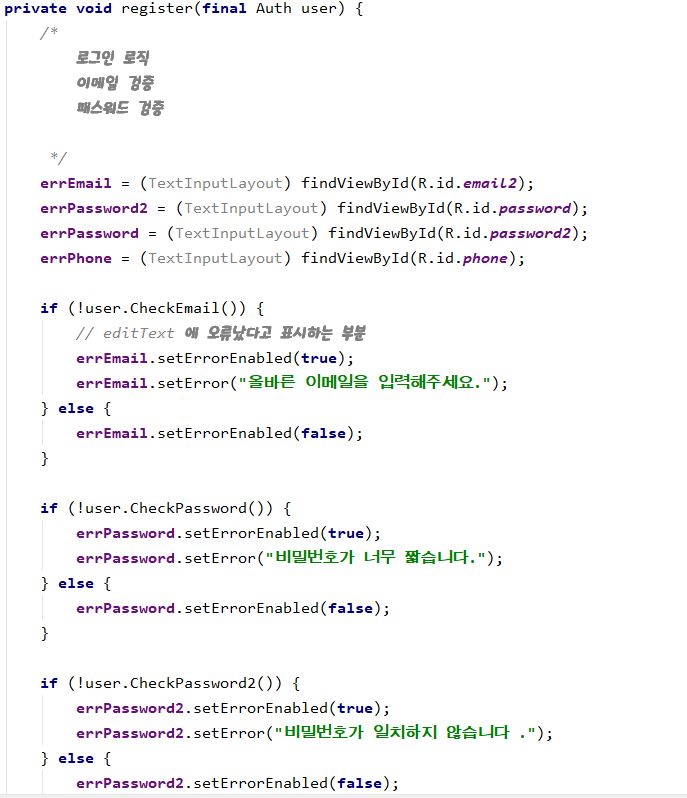 private void register(final Auth user) {
/*
로그인 로직
이메일 검증
패스워드 검증
*/
errEmail = (TextInputLayout) findViewById(R.id.email2);
errPassword2 = (TextInputLayout) findViewById(R.id.password);
errPassword = (TextInputLayout) findViewById(R.id.password2);
errPhone = (TextInputLayout) findViewById(R.id.phone);
if (!user.CheckEmail()) {
// editText 에 오류났다고 표시하는 부분
errEmail.setErrorEnabled(true);
errEmail.setError("올바른 이메일을 입력해주세요.");
} else {
errEmail.setErrorEnabled(false);
}
if (!user.CheckPassword()) {
errPassword.setErrorEnabled(true);
errPassword.setError("비밀번호가 너무 짧습니다.");
} else {
errPassword.setErrorEnabled(false);
}
if (!user.CheckPassword2()) {
errPassword2.setErrorEnabled(true);
errPassword2.setError("비밀번호가 일치하지 않습니다 .");
} else {
errPassword2.setErrorEnabled(false);